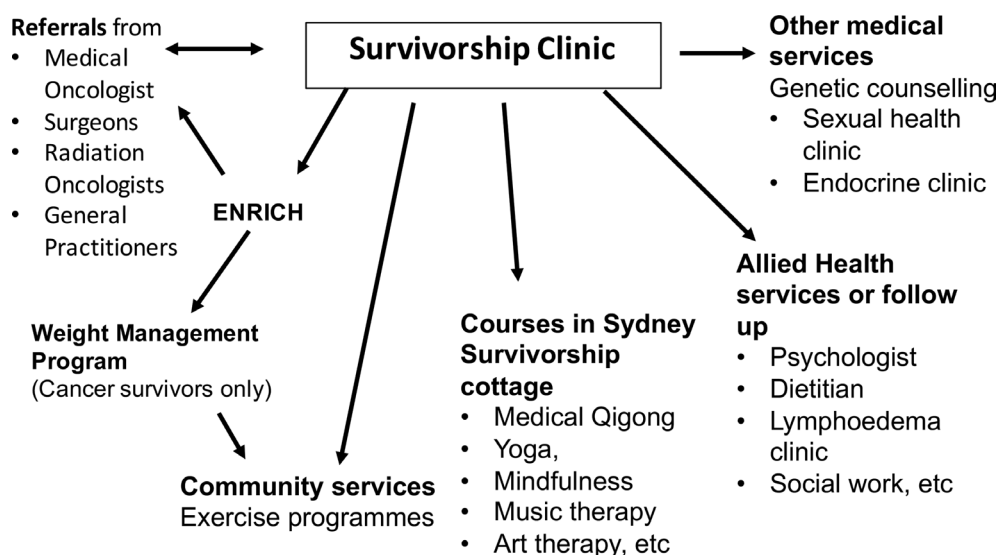 Survivorship Clinic
Referrals from
• Medical
Oncologist
• Surgeons
• Radiation
Oncologists
• General
Practitioners
Other medical
services
Genetic counselling
• Sexual health
clinic
• Endocrine clinic
ENRICH
Weight Management
Program
(Cancer survivors only)
Community services
Exercise programmes
Courses in Sydney
Survivorship
cottage
• Medical Qigong
• Yoga,
• Mindfulness
• Music therapy
• Art therapy, etc
Allied Health
services or follow
up
• Psychologist
• Dietitian
• Lymphoedema
clinic
• Social work, etc